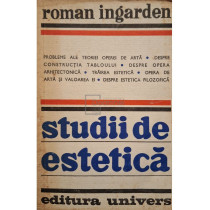 roman ingarden
PROBLEME ALE TEORIEI OPEREI DE ARTĂ • DESPRE
CONSTRUCȚIA TABLOULUI • DESPRE OPERA
ARHITECTONICĂ • TRĂIREA ESTETICĂ • OPERA DE
ARTĂ ȘI VALOAREA EI • DESPRE ESTETICA FILOZOFICĂ
studii de
estetică
editura univers